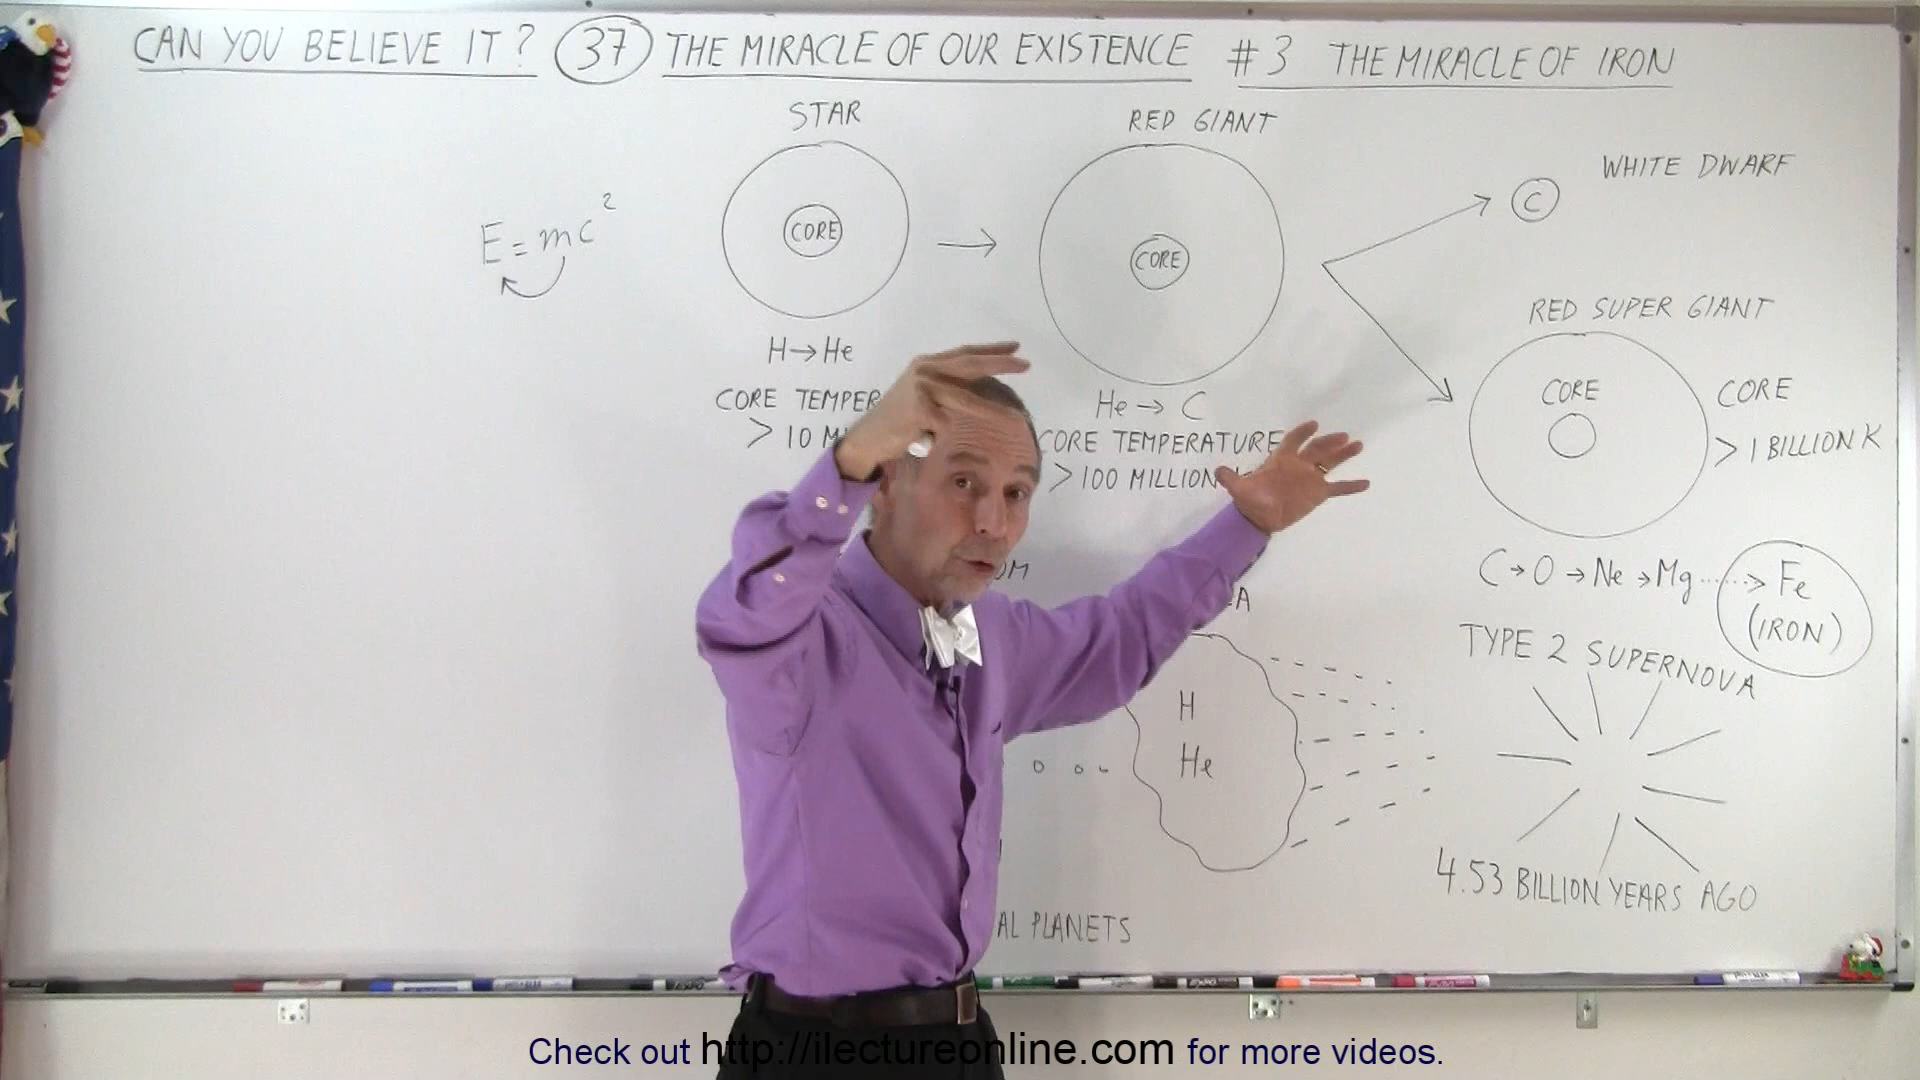 CAN YOU BELIEVE IT? 37 THE MIRACLE OF OUR EXISTENCE #3 THE MIRACLE OF IRON
STAR
CORE
H→He
CORE
> 10
E=mc²
RED GIANT
CORE
He→C
CORE TEMPERATURE
>100 MILLION
WHITE DWARF
C
RED SUPER GIANT
CORE
CORE
> 1 BILLION K
C→O→Ne→Mg······>Fe
(IRON)
TYPE 2 SUPERNOVA
H
He
4.53 BILLION YEARS AGO
PLANETS
Check out http://ilectureonline.com for more videos.